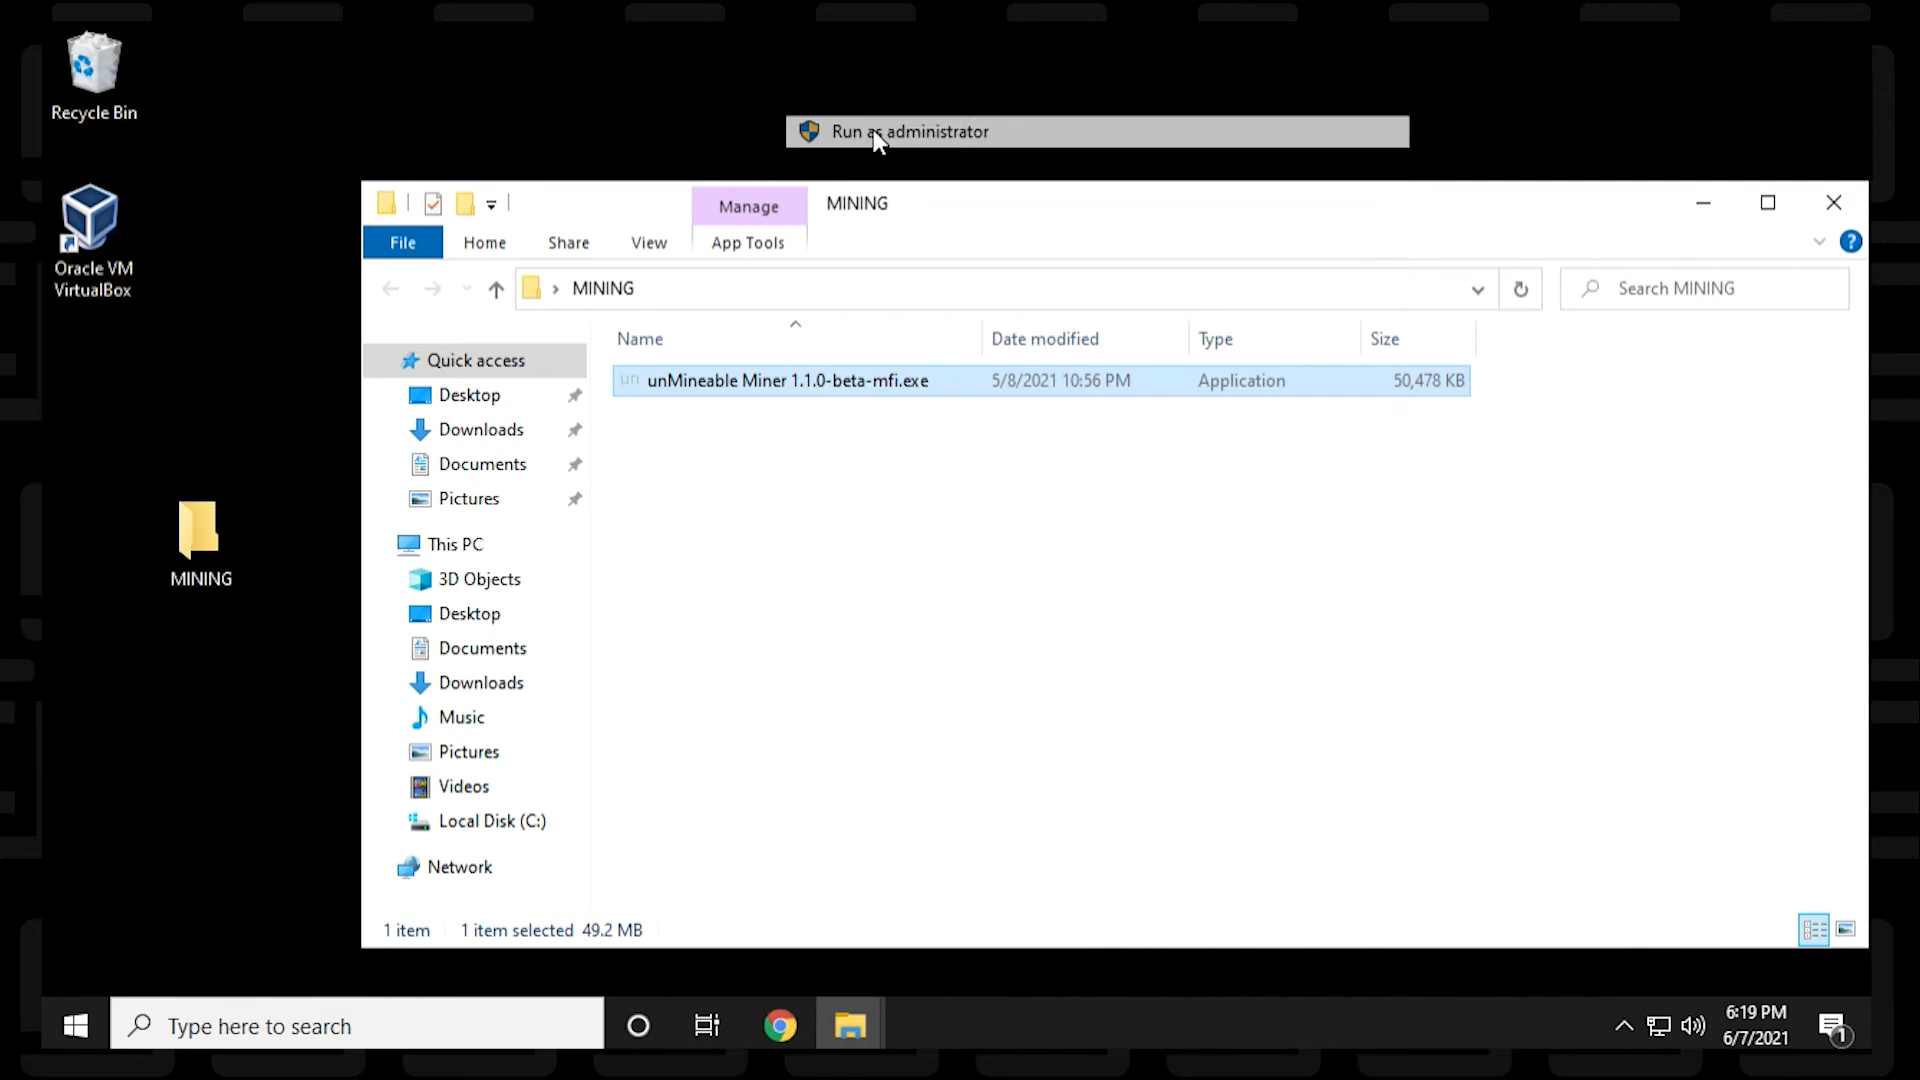 Recycle Bin
Run as administrator
Oracle VM
VirtualBox
Manage
MINING
File
Home
Share
View
App Tools
MINING
Search MINING
Name
Date modified
Type
Size
un unMineable Miner 1.1.0-beta-mfi.exe
5/8/2021 10:56 PM
Application
50,478 KB
Quick access
Desktop
Downloads
Documents
Pictures
This PC
3D Objects
Desktop
Documents
Downloads
Music
Pictures
Videos
Local Disk (C:)
Network
MINING
1 item
1 item selected 49.2 MB
Type here to search
6:19 PM
6/7/2021
1